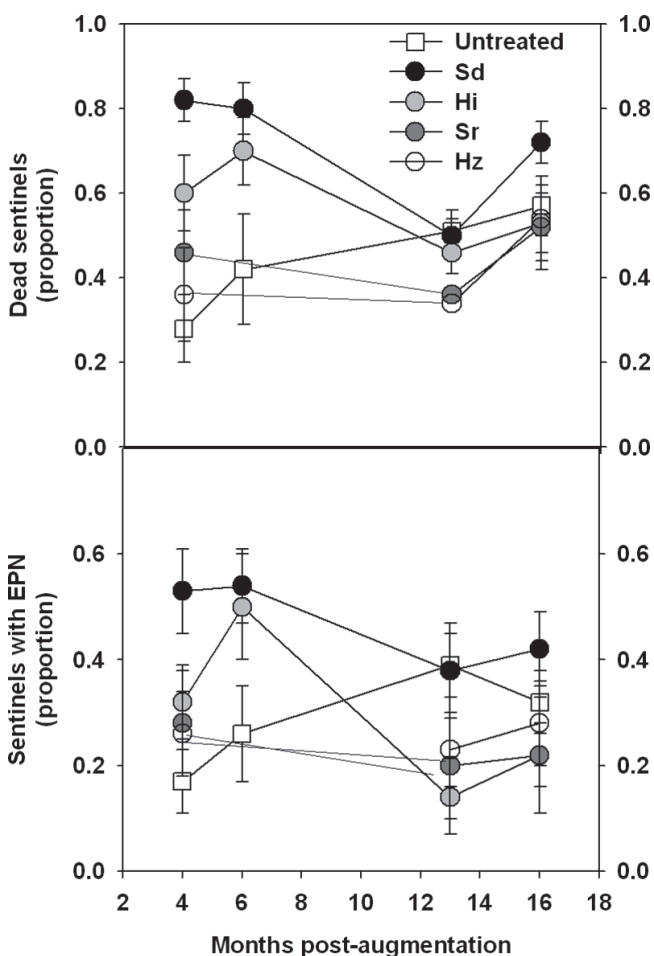 1.0
1.0
Untreated
Sd
Hi
Sr
Hz
0.8
0.8
0.6
0.6
0.4
0.4
0.2
0.2
0.0
0.0
Dead sentinels
(proportion)
0.6
0.6
0.4
0.4
0.2
0.2
0.0
0.0
Sentinels with EPN
(proportion)
2 4 6 8 10 12 14 16 18
Months post-augmentation